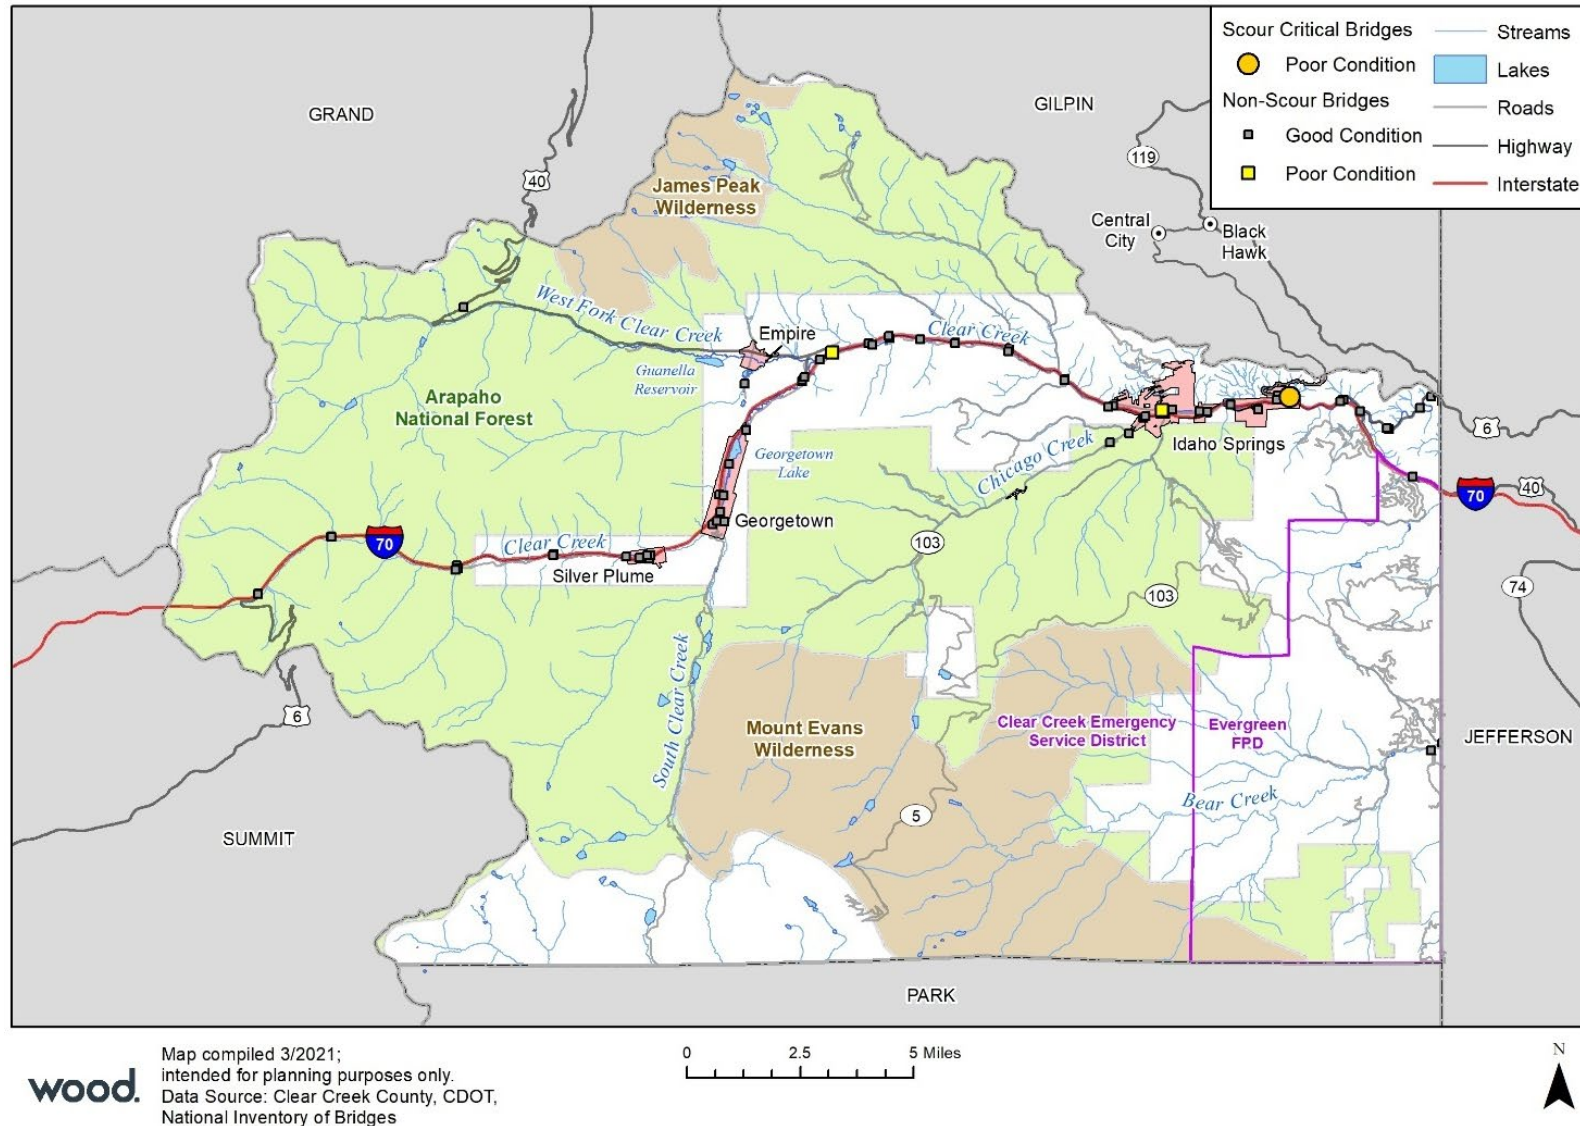 Scour Critical Bridges
Poor Condition
Non-Scour Bridges
Good Condition
Poor Condition
Streams
Lakes
Roads
Highway
Interstate
GRAND
GILPIN
119
40
James Peak
Wilderness
Central
City
Black
Hawk
West Fork Clear Creek
Empire
Clear Creek
Guanella
Reservoir
Arapaho
National Forest
6
Idaho Springs
Chicago Creek
Georgetown
Lake
70
40
Georgetown
70
Clear Creek
103
Silver Plume
103
74
South Clear Creek
6
Mount Evans
Wilderness
Clear Creek Emergency
Service District
Evergreen
FPD
JEFFERSON
Bear Creek
5
SUMMIT
PARK
wood.
Map compiled 3/2021;
intended for planning purposes only.
Data Source: Clear Creek County, CDOT,
National Inventory of Bridges
0 2.5 5 Miles
N